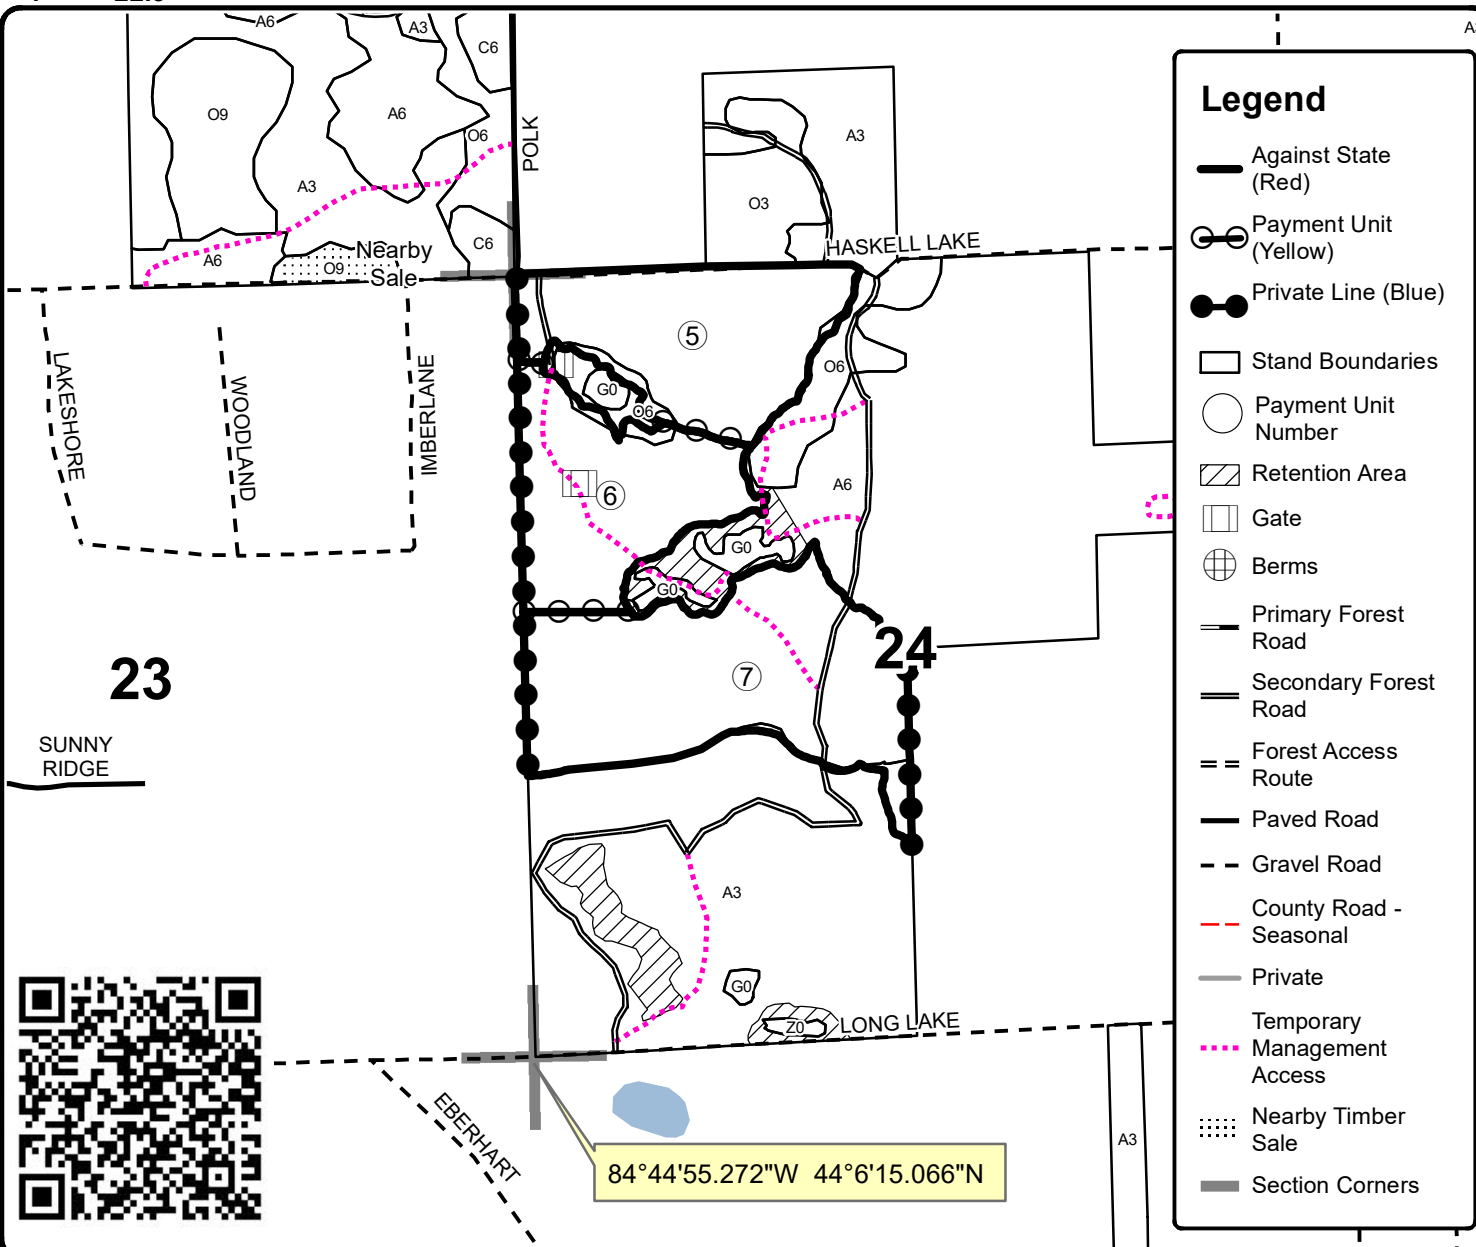 A6
A3
C6
O9
A6
O6
POLK
A3
A3
O3
C6
A6
O9
Nearby
Sale
HASKELL LAKE
LAKESHORE
WOODLAND
IMBERLANE
5
O6
G0
O6
6
A6
G0
G0
24
23
7
SUNNY
RIDGE
A3
G0
Z0
LONG LAKE
EBERHART
84°44'55.272"W 44°6'15.066"N
A3
Legend
Against State
(Red)
Payment Unit
(Yellow)
Private Line (Blue)
Stand Boundaries
Payment Unit
Number
Retention Area
Gate
Berms
Primary Forest
Road
Secondary Forest
Road
Forest Access
Route
Paved Road
Gravel Road
County Road -
Seasonal
Private
Temporary
Management
Access
Nearby Timber
Sale
Section Corners